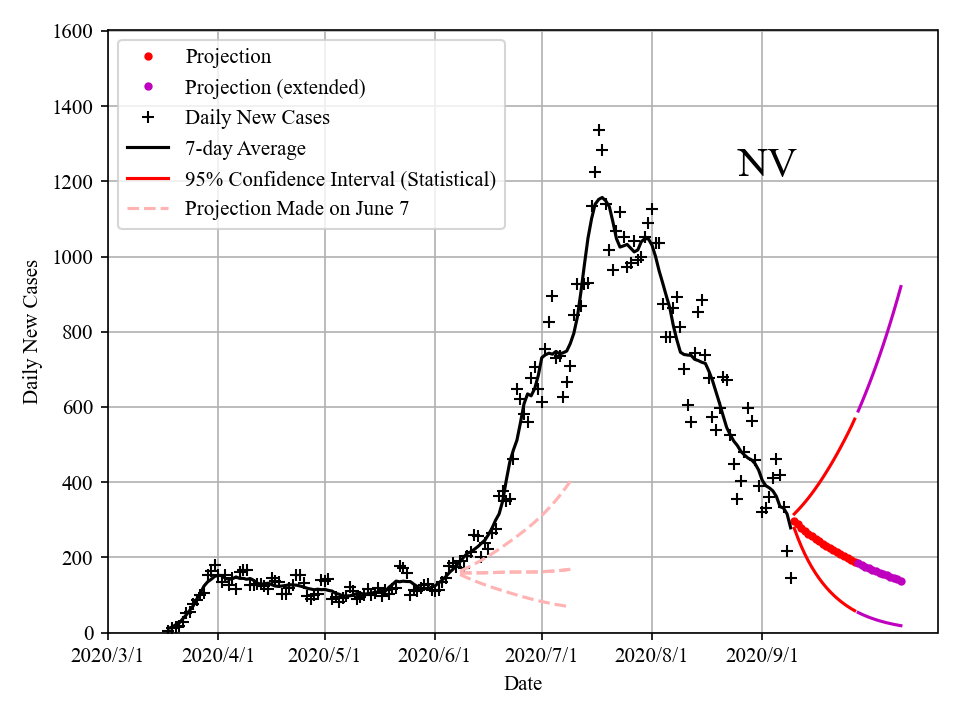 1600
1400
1200
1000
800
600
400
200
0
Daily New Cases
Projection
Projection (extended)
Daily New Cases
7-day Average
95% Confidence Interval (Statistical)
Projection Made on June 7
NV
2020/3/1 2020/4/1 2020/5/1 2020/6/1 2020/7/1 2020/8/1 2020/9/1
Date